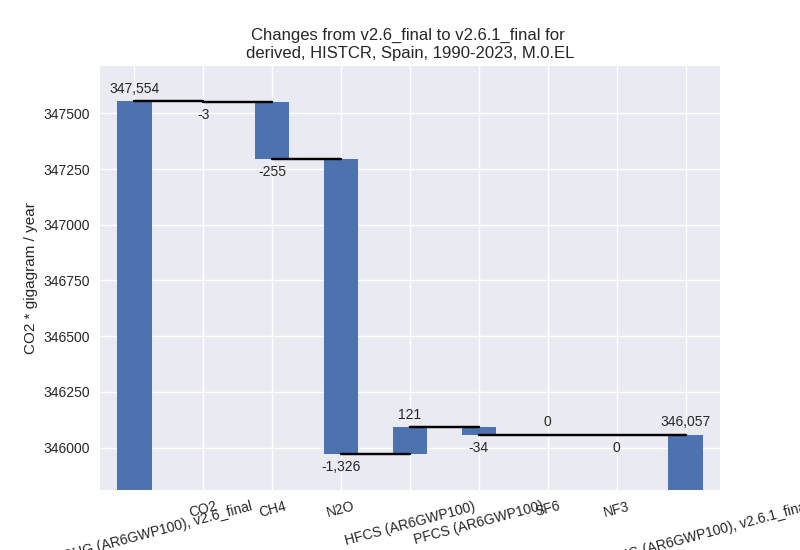 Changes from v2.6_final to v2.6.1_final for
derived, HISTCR, Spain, 1990-2023, M.0.EL
CO2 * gigagram / year
347500
347250
347000
346750
346500
346250
346000
347,554
-3
-255
-1,326
121
-34
0
0
346,057
(AR6GWP100), v2.6_final
CO2
CH4
N2O
HFCS (AR6GWP100)
PFCS (AR6GWP100)
SF6
NF3
(AR6GWP100), v2.6.1_final